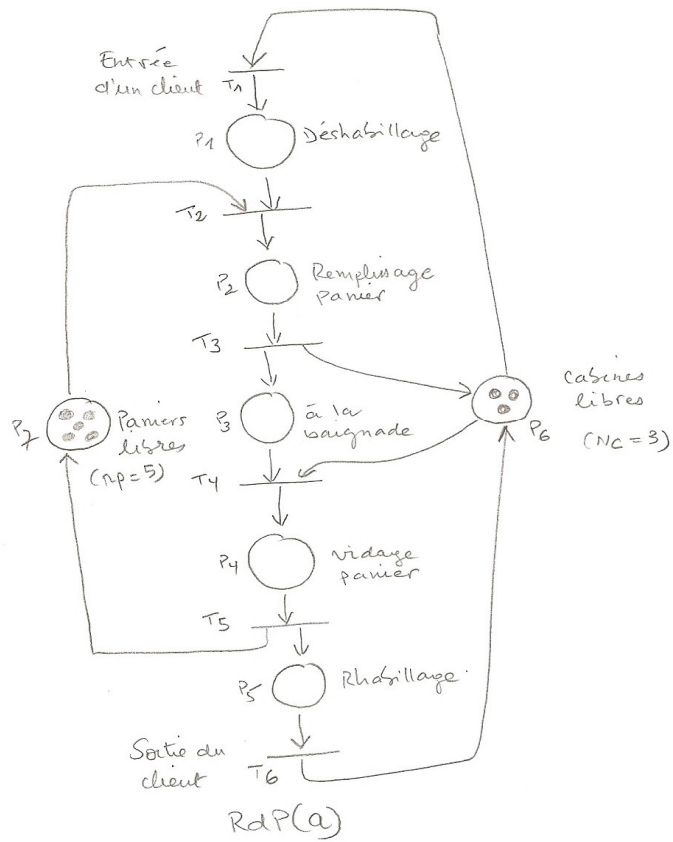 Entrée
d'un client
T1
P1
Déshabillage
T2
P2
Remplissage
panier
T3
P7
Paniers
libres
(np=5)
P3
à la
baignade
P6
cabines
libres
(Nc=3)
T4
P4
vidage
panier
T5
P5
Rhabillage
Sortie du
client
T6
RdP(a)